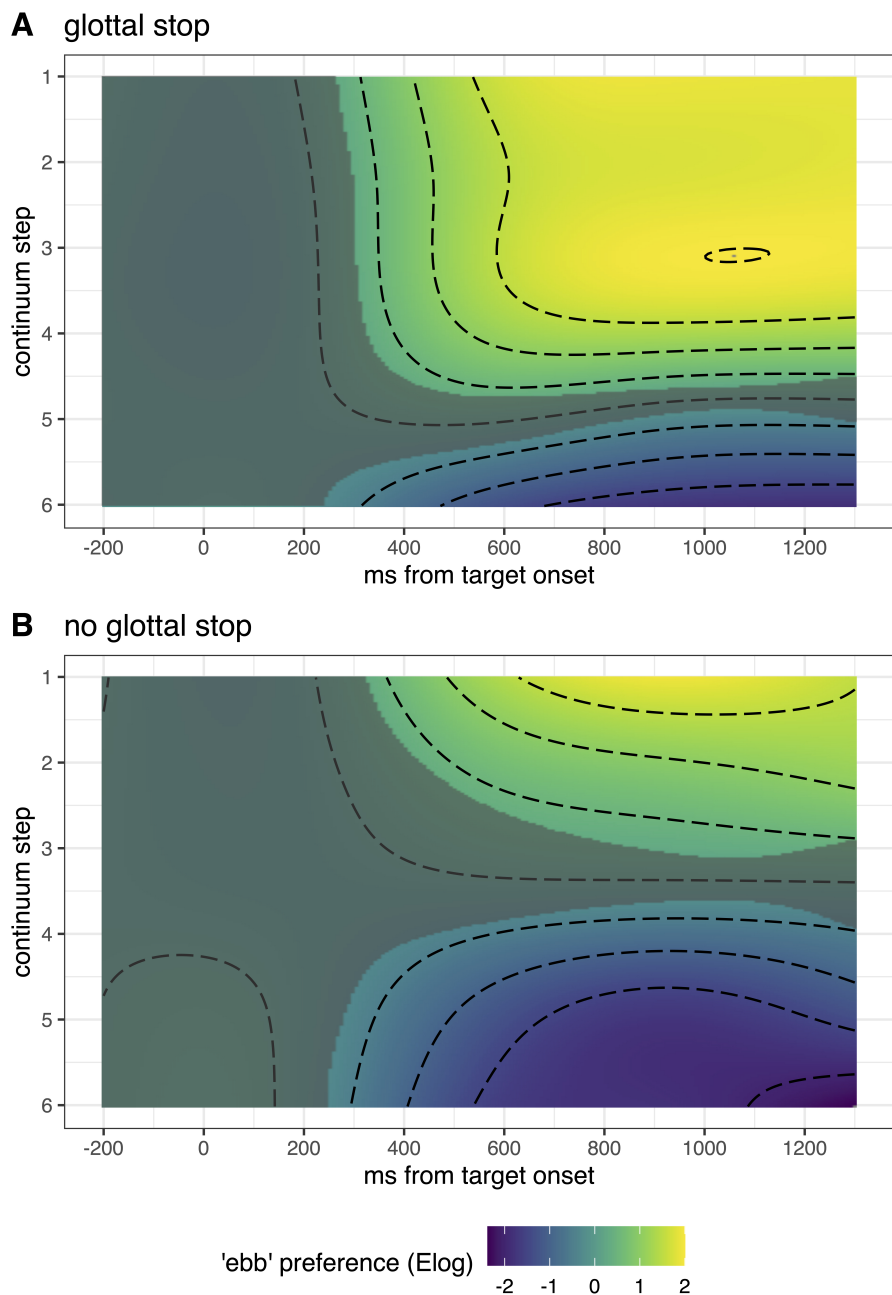 A glottal stop
1
2
3
4
5
6
continuum step
-200 0 200 400 600 800 1000 1200
ms from target onset
B no glottal stop
1
2
3
4
5
6
continuum step
-200 0 200 400 600 800 1000 1200
ms from target onset
'ebb' preference (Elog)
-2 -1 0 1 2